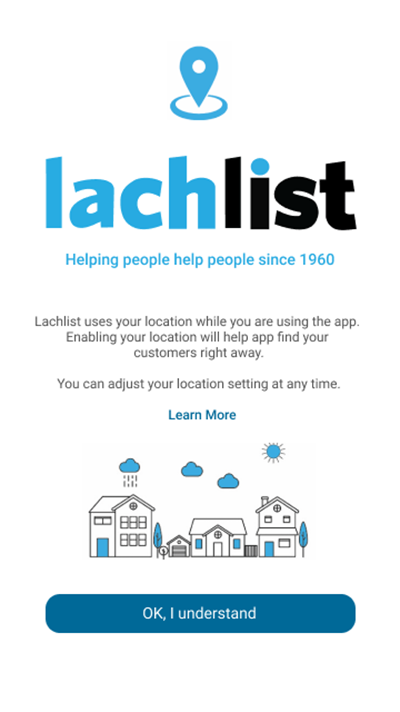 lachlist
Helping people help people since 1960
Lachlist uses your location while you are using the app.
Enabling your location will help app find your
customers right away.
You can adjust your location setting at any time.
Learn More
OK, I understand